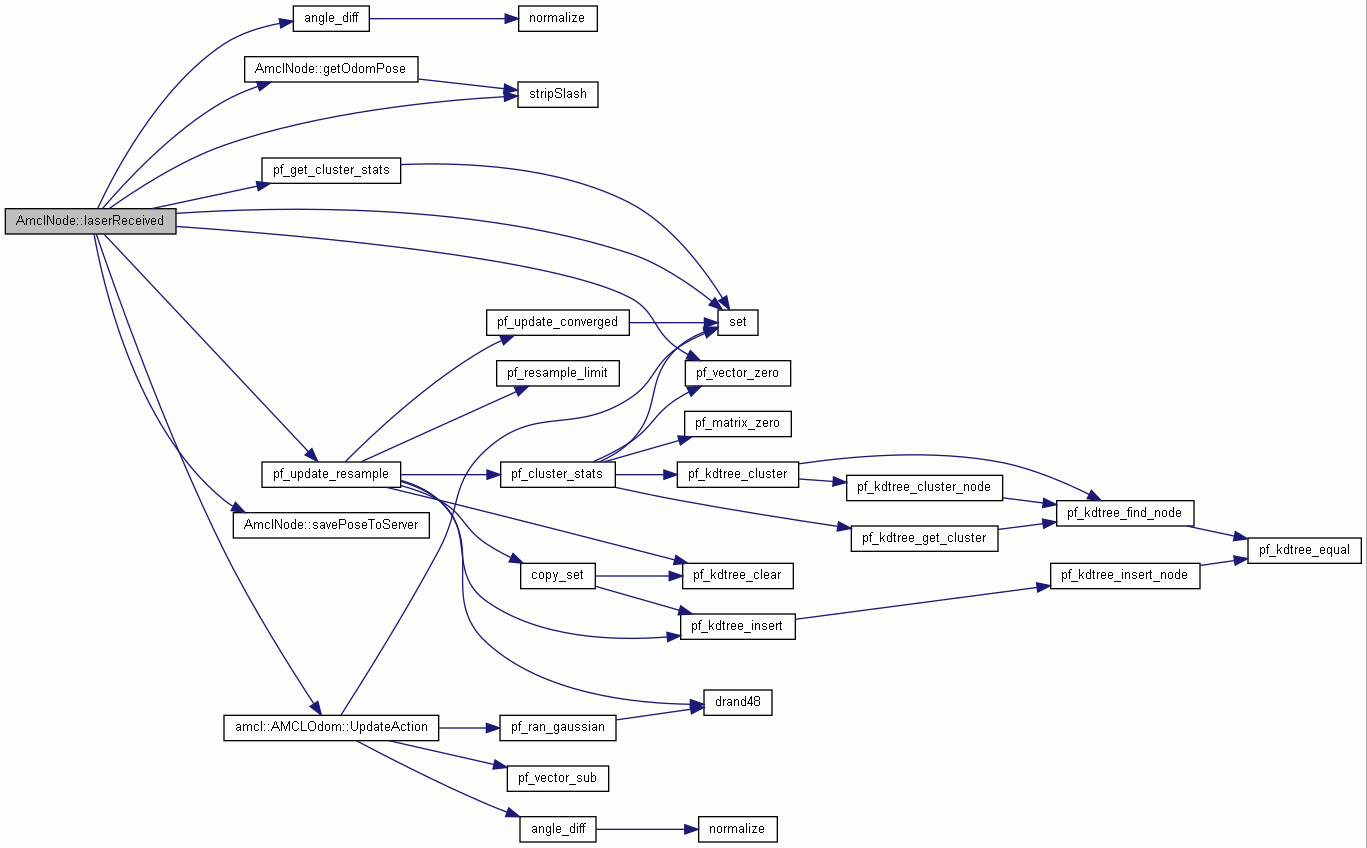 angle_diff
normalize
AmclNode::getOdomPose
stripSlash
pf_get_cluster_stats
AmclNode::laserReceived
pf_update_converged
set
pf_resample_limit
pf_vector_zero
pf_matrix_zero
pf_update_resample
pf_cluster_stats
pf_kdtree_cluster
pf_kdtree_cluster_node
pf_kdtree_find_node
AmclNode::savePoseToServer
pf_kdtree_get_cluster
pf_kdtree_equal
copy_set
pf_kdtree_clear
pf_kdtree_insert_node
pf_kdtree_insert
drand48
amcl::AMCLOdom::UpdateAction
pf_ran_gaussian
pf_vector_sub
angle_diff
normalize